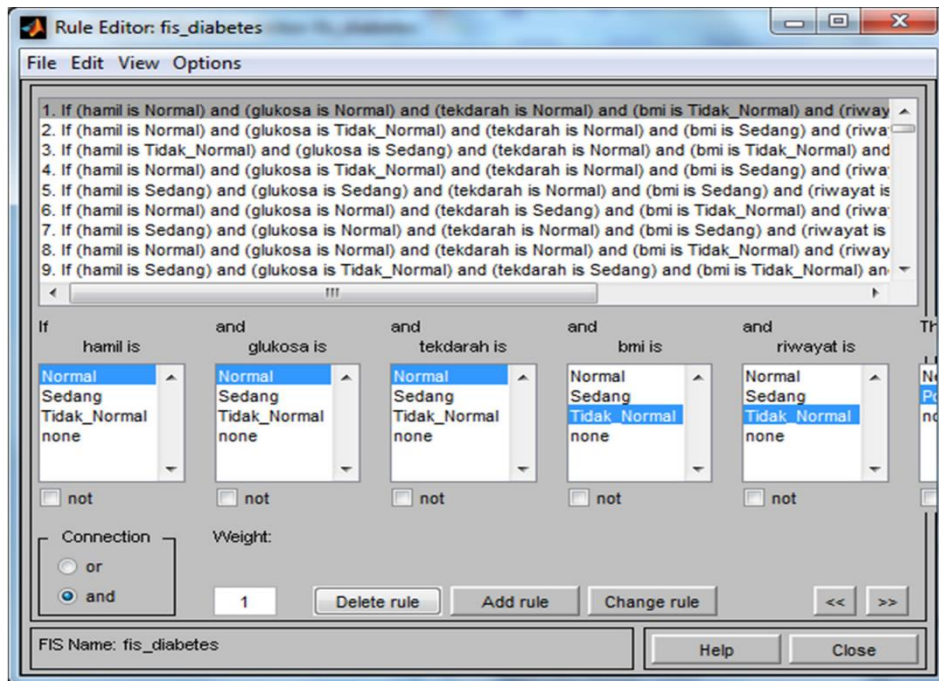 Rule Editor: fis_diabetes
File Edit View Options
1. If (hamil is Normal) and (glukosa is Normal) and (tekdarah is Normal) and (bmi is Tidak_Normal) and (riway
2. If (hamil is Normal) and (glukosa is Tidak_Normal) and (tekdarah is Normal) and (bmi is Sedang) and (riwa
3. If (hamil is Tidak_Normal) and (glukosa is Sedang) and (tekdarah is Normal) and (bmi is Tidak_Normal) and
4. If (hamil is Normal) and (glukosa is Tidak_Normal) and (tekdarah is Normal) and (bmi is Sedang) and (riwa
5. If (hamil is Sedang) and (glukosa is Sedang) and (tekdarah is Normal) and (bmi is Sedang) and (riwayat is
6. If (hamil is Normal) and (glukosa is Normal) and (tekdarah is Sedang) and (bmi is Tidak_Normal) and (riwa
7. If (hamil is Sedang) and (glukosa is Normal) and (tekdarah is Normal) and (bmi is Sedang) and (riwayat is
8. If (hamil is Normal) and (glukosa is Normal) and (tekdarah is Normal) and (bmi is Tidak_Normal) and (riway
9. If (hamil is Sedang) and (glukosa is Tidak_Normal) and (tekdarah is Sedang) and (bmi is Tidak_Normal) an
If and and and and Th
hamil is glukosa is tekdarah is bmi is riwayat is
Normal Normal Normal Normal Normal Ne
Sedang Sedang Sedang Sedang Sedang Po
Tidak_Normal Tidak_Normal Tidak_Normal Tidak_Normal Tidak_Normal no
none none none none none
not not not not not
Connection Weight:
or
and 1 Delete rule Add rule Change rule << >>
FIS Name: fis_diabetes Help Close